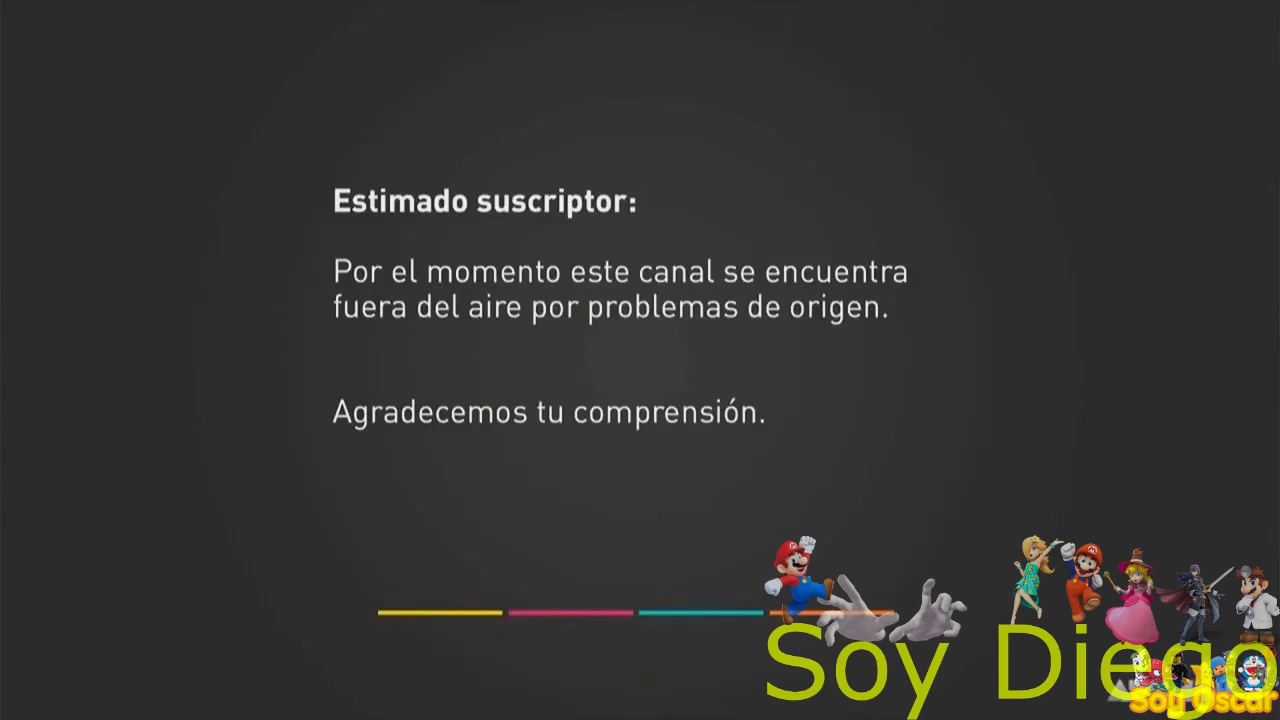 Estimado suscriptor:
Por el momento este canal se encuentra
fuera del aire por problemas de origen.
Agradecemos tu comprensión.
Soy Diego
Soy Oscar